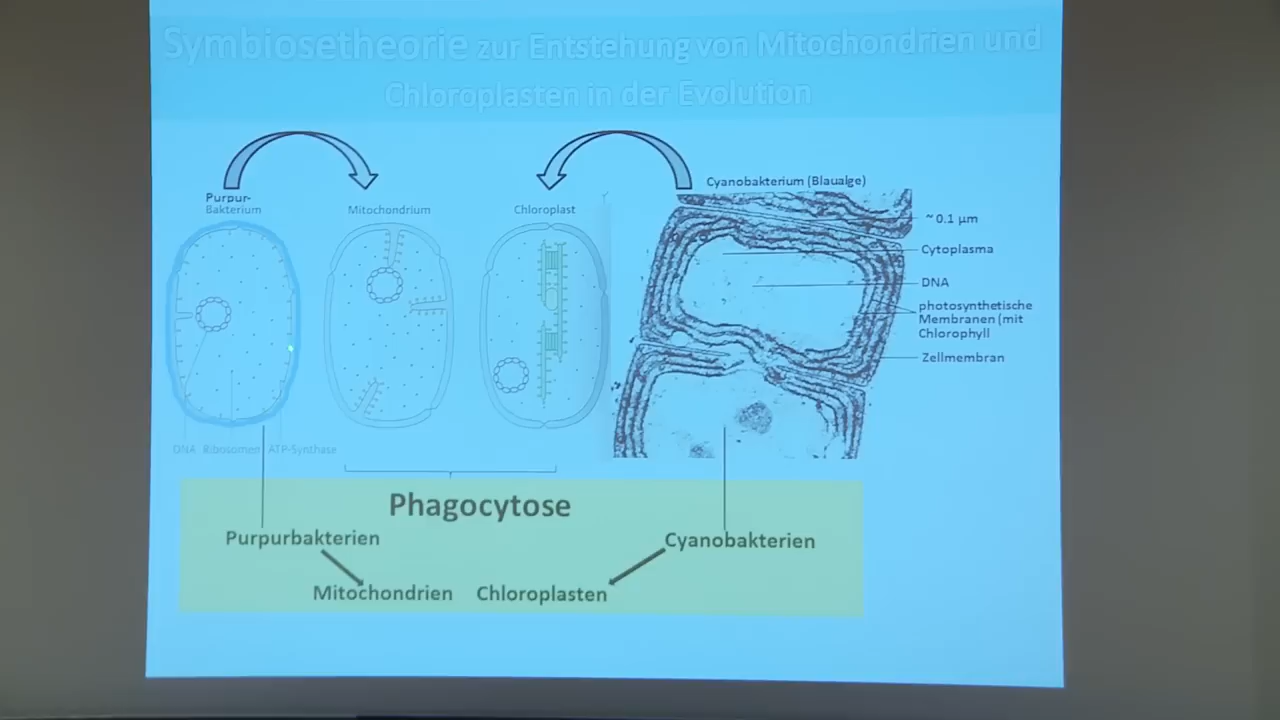 Symbiosetheorie zur Entstehung von Mitochondrien und
Chloroplasten in der Evolution
Purpur-
Bakterium
Mitochondrium
Chloroplast
Cyanobakterium (Blaualge)
~ 0.1 µm
Cytoplasma
DNA
photosynthetische
Membranen (mit
Chlorophyll
Zellmembran
DNA Ribosomen ATP-Synthase
Phagocytose
Purpurbakterien
Cyanobakterien
Mitochondrien Chloroplasten